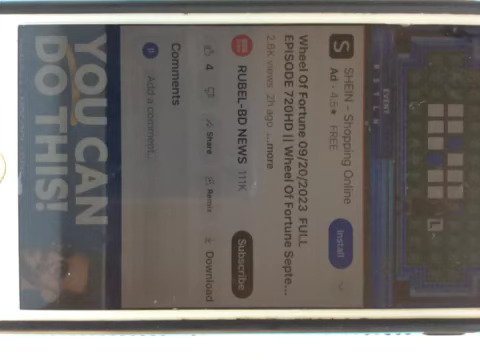 EVENT
R S T L N
L
S
SHEIN - Shopping Online
Ad · 4.5★ FREE
Install
Wheel Of Fortune 09/20/2023 FULL
EPISODE 720HD || Wheel Of Fortune Septe...
2.6K views 2h ago ...more
RUBEL-BD NEWS 111K
Subscribe
4
Share
Remix
Download
Comments
Add a comment...
YOU CAN
DO THIS!